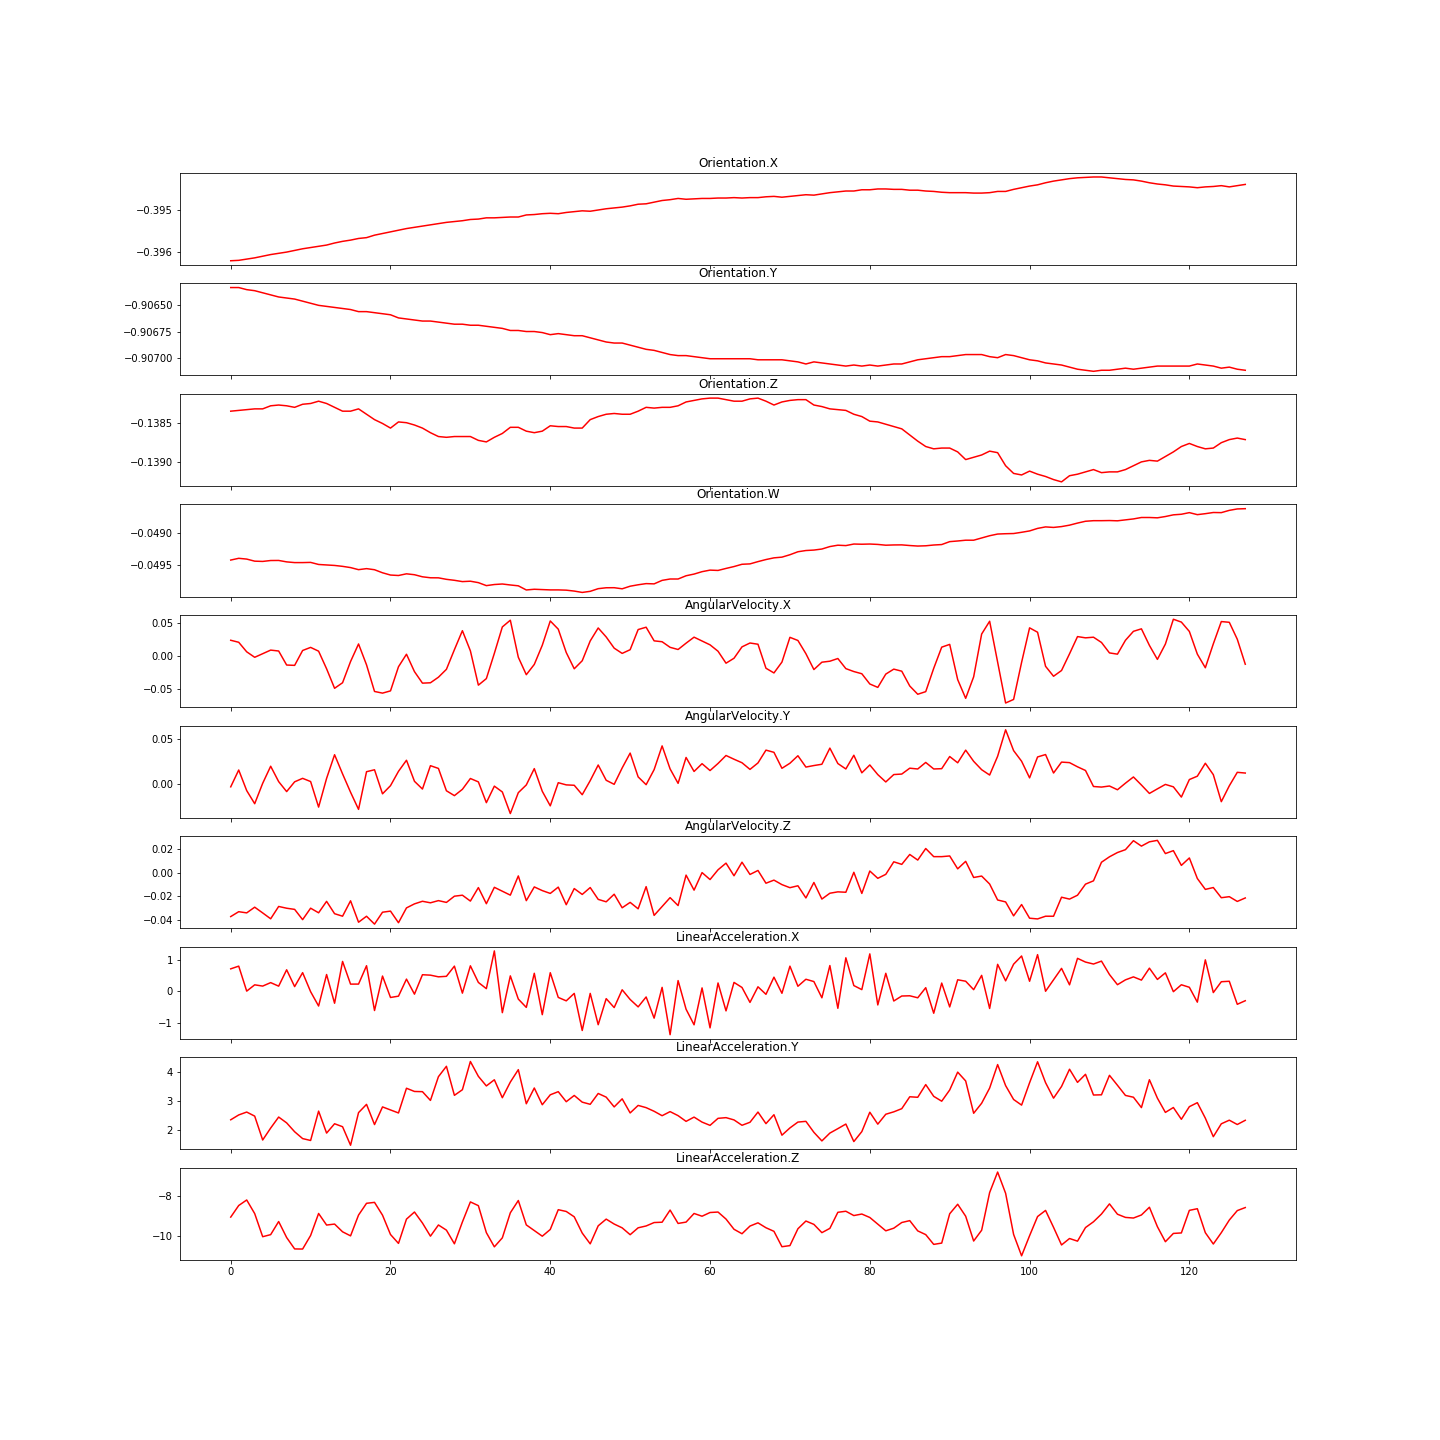 Orientation.X
−0.395
−0.396
Orientation.Y
−0.90650
−0.90675
−0.90700
Orientation.Z
−0.1385
−0.1390
Orientation.W
−0.0490
−0.0495
AngularVelocity.X
0.05
0.00
−0.05
AngularVelocity.Y
0.05
0.00
AngularVelocity.Z
0.02
0.00
−0.02
−0.04
LinearAcceleration.X
1
0
−1
LinearAcceleration.Y
4
3
2
LinearAcceleration.Z
−8
−10
0 20 40 60 80 100 120